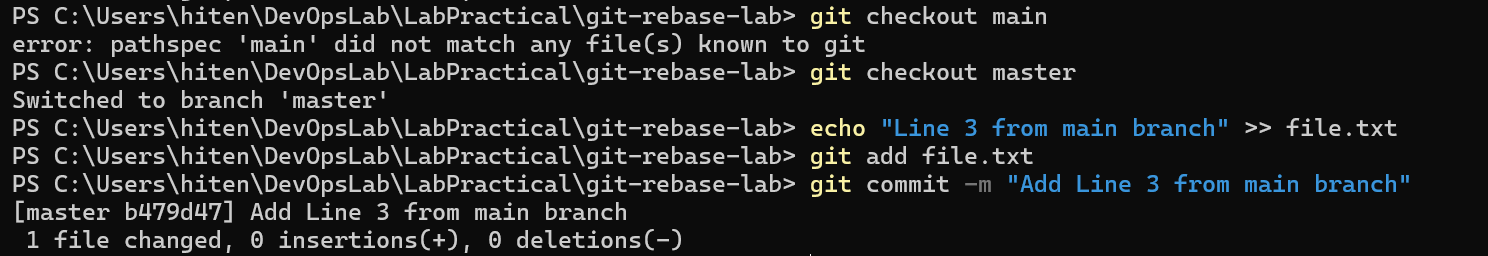 PS C:\Users\hiten\DevOpsLab\LabPractical\git-rebase-lab> git checkout main
error: pathspec 'main' did not match any file(s) known to git
PS C:\Users\hiten\DevOpsLab\LabPractical\git-rebase-lab> git checkout master
Switched to branch 'master'
PS C:\Users\hiten\DevOpsLab\LabPractical\git-rebase-lab> echo "Line 3 from main branch" >> file.txt
PS C:\Users\hiten\DevOpsLab\LabPractical\git-rebase-lab> git add file.txt
PS C:\Users\hiten\DevOpsLab\LabPractical\git-rebase-lab> git commit -m "Add Line 3 from main branch"
[master b479d47] Add Line 3 from main branch
 1 file changed, 0 insertions(+), 0 deletions(-)